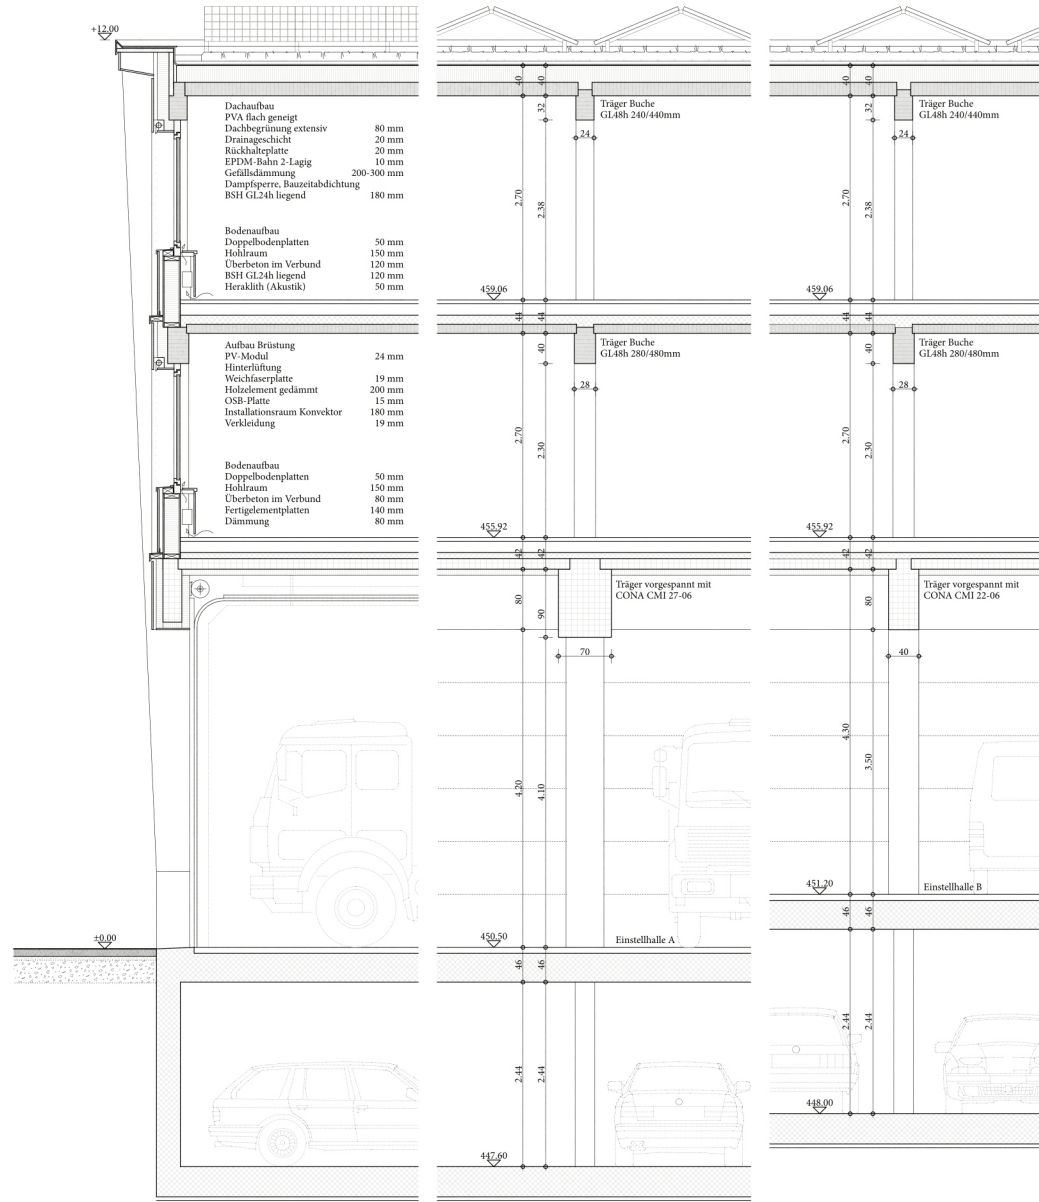 +12.00
Dachaufbau
PVA flach geneigt
Dachbegrünung extensiv 80 mm
Drainageschicht 20 mm
Rückhalteplatte 20 mm
EPDM-Bahn 2-Lagig 10 mm
Gefällsdämmung 200-300 mm
Dampfsperre, Bauzeitabdichtung
BSH GL24h liegend 180 mm
Bodenaufbau
Doppelbodenplatten 50 mm
Hohlraum 150 mm
Überbeton im Verbund 120 mm
BSH GL24h liegend 120 mm
Heraklith (Akustik) 50 mm
Aufbau Brüstung
PV-Modul 24 mm
Hinterlüftung
Weichfaserplatte 19 mm
Holzelement gedämmt 200 mm
OSB-Platte 15 mm
Installationsraum Konvektor 180 mm
Verkleidung 19 mm
Bodenaufbau
Doppelbodenplatten 50 mm
Hohlraum 150 mm
Überbeton im Verbund 80 mm
Fertigelementplatten 140 mm
Dämmung 80 mm
±0.00
40 40
32
Träger Buche
GL48h 240/440mm
24
2.70 2.38
459.06
44 44
40
Träger Buche
GL48h 280/480mm
28
2.70 2.30
455.92
42 42
80 90
Träger vorgespannt mit
CONA CMI 27-06
70
4.20 4.10
450.50
Einstellhalle A
46 46
2.44 2.44
447.60
40 40
32
Träger Buche
GL48h 240/440mm
24
2.70 2.38
459.06
44 44
40
Träger Buche
GL48h 280/480mm
28
2.70 2.30
455.92
42 42
80
Träger vorgespannt mit
CONA CMI 22-06
40
4.30 3.50
451.20
Einstellhalle B
46 46
2.44 2.44
448.00